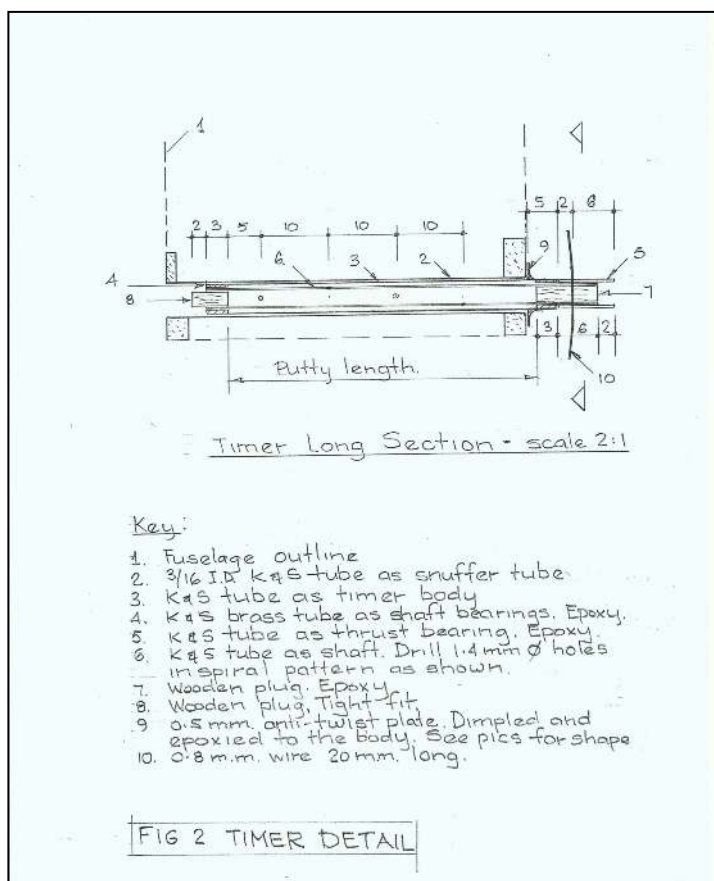 1
5 2 6
2 3 5 10 10 10
9
4 6 3 2 5
8 7
3 6 2
Putty length.
10
Timer Long Section - scale 2:1
Key:
1. Fuselage outline
2. 3/16 I.D. K&S tube as snuffer tube
3. K&S tube as timer body
4. K&S brass tube as shaft bearings. Epoxy.
5. K&S tube as thrust bearing. Epoxy.
6. K&S tube as shaft. Drill 1.4mm Ø holes
in spiral pattern as shown.
7. Wooden plug. Epoxy
8. Wooden plug, Tight fit.
9 0.5 mm. anti-twist plate. Dimpled and
epoxied to the body. See pics for shape
10. 0.8 m.m. wire 20mm. long.
FIG 2 TIMER DETAIL